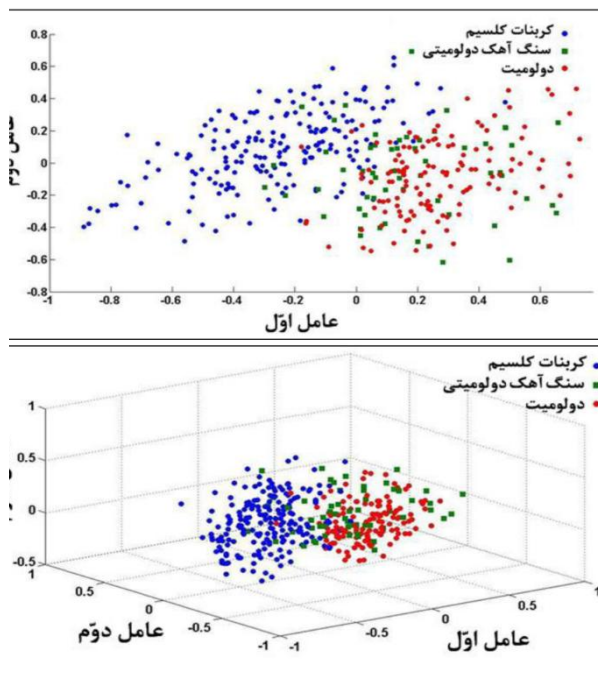 کربنات کلسیم
سنگ آهک دولومیتی
دولومیت
0.8
0.6
0.4
0.2
0
-0.2
-0.4
-0.6
-0.8
-1 -0.8 -0.6 -0.4 -0.2 0 0.2 0.4 0.6
عامل دوم
عامل اوّل
کربنات کلسیم
سنگ آهک دولومیتی
دولومیت
1
0.5
0
-0.5
1 0.5 0 -0.5 -1
-1 -0.5 0 0.5 1
عامل دوّم
عامل اوّل